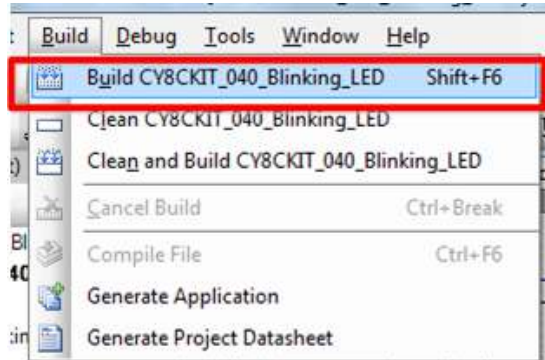 Build Debug Tools Window Help
Build CY8CKIT_040_Blinking_LED Shift+F6
Clean CY8CKIT_040_Blinking_LED
Clean and Build CY8CKIT_040_Blinking_LED
Cancel Build Ctrl+Break
Compile File Ctrl+F6
Generate Application
Generate Project Datasheet